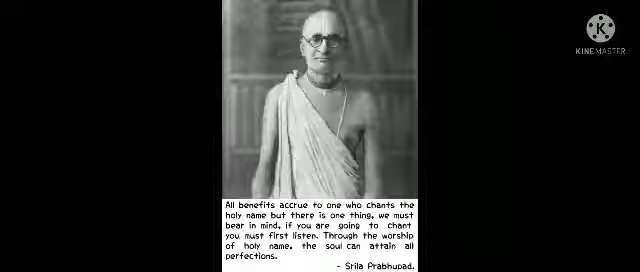 KINEMASTER
All benefits accrue to one who chants the
holy name but there is one thing, we must
bear in mind, if you are going to chant
you must first listen. Through the worship
of holy name, the soul can attain all
perfections.
- Srila Prabhupad.